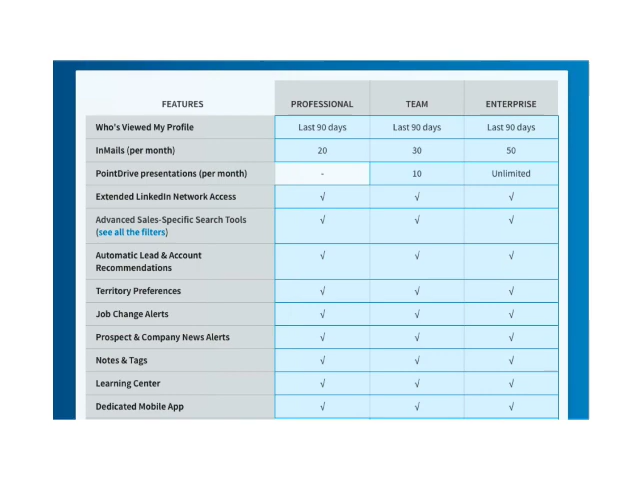 FEATURES PROFESSIONAL TEAM ENTERPRISE
Who's Viewed My Profile Last 90 days Last 90 days Last 90 days
InMails (per month) 20 30 50
PointDrive presentations (per month) - 10 Unlimited
Extended LinkedIn Network Access √ √ √
Advanced Sales-Specific Search Tools √ √ √
(see all the filters)
Automatic Lead & Account √ √ √
Recommendations
Territory Preferences √ √ √
Job Change Alerts √ √ √
Prospect & Company News Alerts √ √ √
Notes & Tags √ √ √
Learning Center √ √ √
Dedicated Mobile App √ √ √